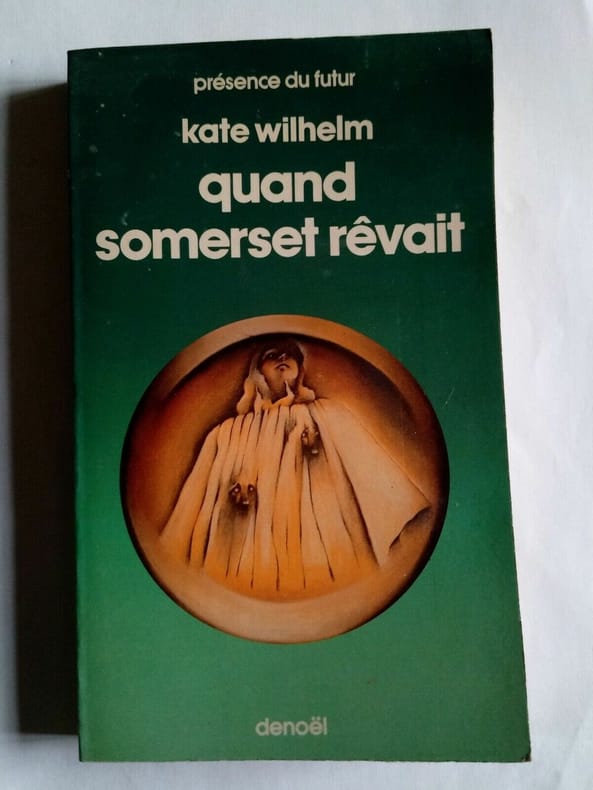 présence du futur
kate wilhelm
quand
somerset rêvait
denoël